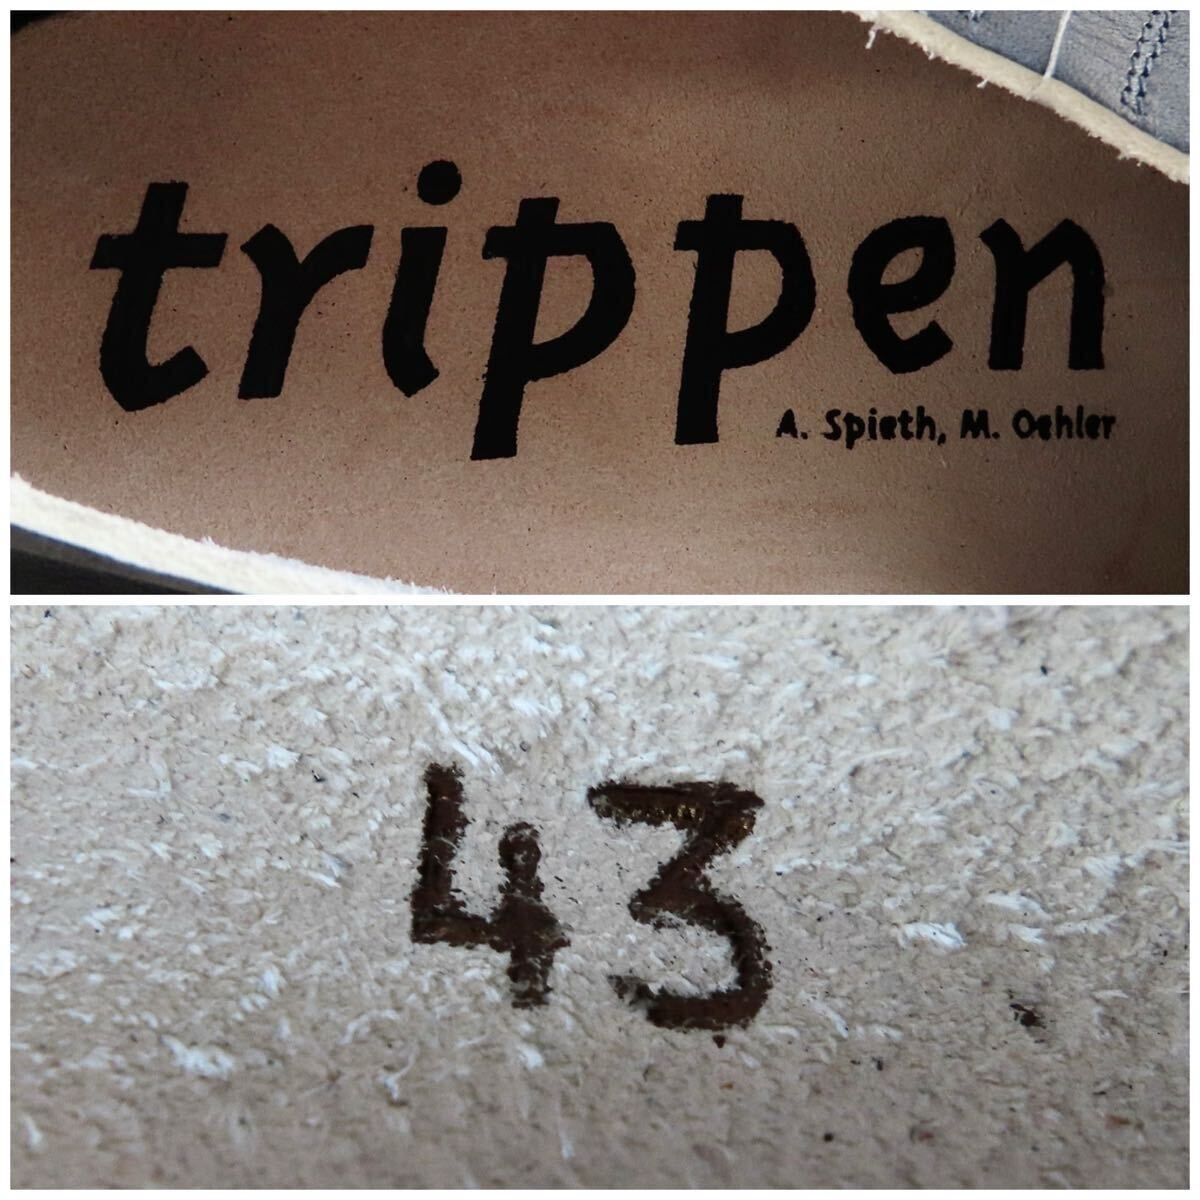 trippen
A. Spieth, M. Oehler
43